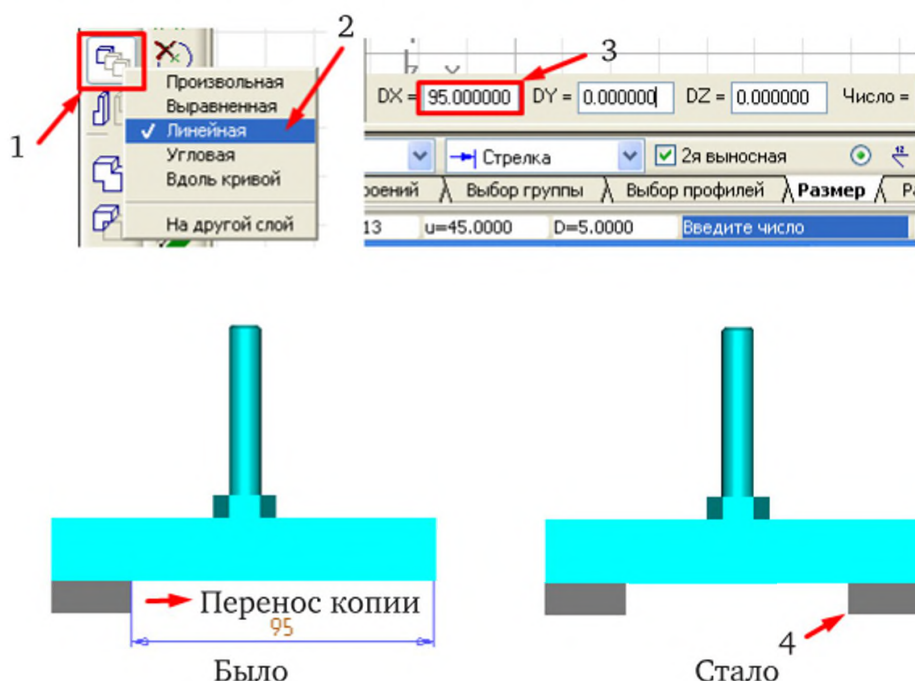 2
Произвольная
Выравненная
Линейная
Угловая
Вдоль кривой
На другой слой
1
3
DX = 95.000000 DY = 0.000000 DZ = 0.000000 Число =
Стрелка 2я выносная
роений Выбор группы Выбор профилей Размер Ра
13 u=45.0000 D=5.0000 Введите число
Перенос копии
95
Было
4
Стало